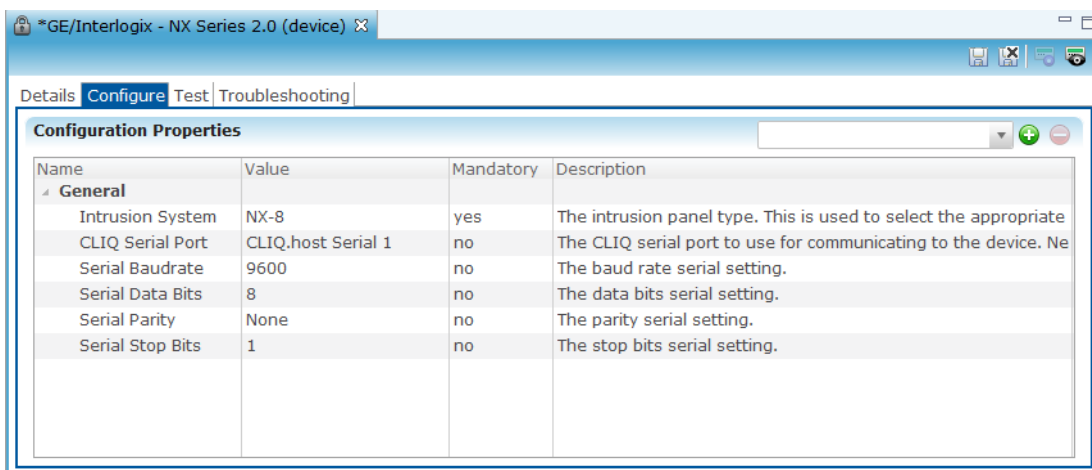 *GE/Interlogix - NX Series 2.0 (device)
Details Configure Test Troubleshooting
Configuration Properties
Name Value Mandatory Description
General
Intrusion System NX-8 yes The intrusion panel type. This is used to select the appropriate
CLIQ Serial Port CLIQ.host Serial 1 no The CLIQ serial port to use for communicating to the device. Ne
Serial Baudrate 9600 no The baud rate serial setting.
Serial Data Bits 8 no The data bits serial setting.
Serial Parity None no The parity serial setting.
Serial Stop Bits 1 no The stop bits serial setting.